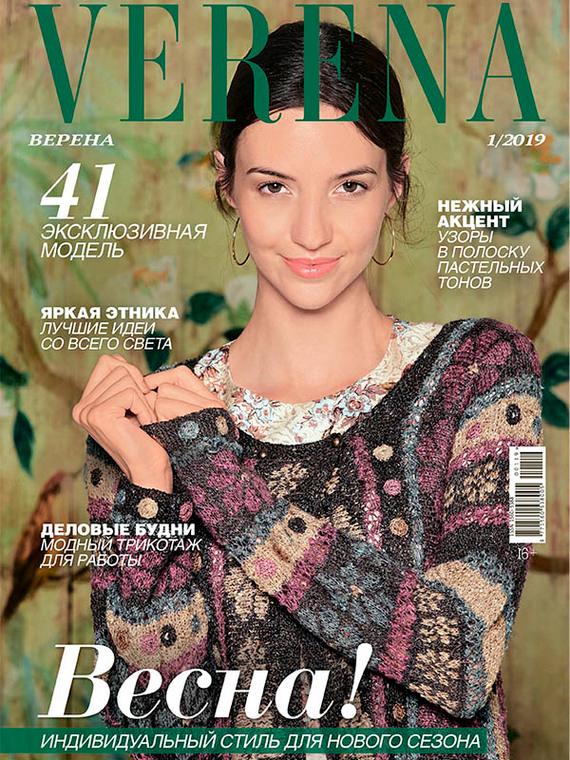 VERENA
ВЕРЕНА
1/2019
41
ЭКСКЛЮЗИВНАЯ
МОДЕЛЬ
НЕЖНЫЙ
АКЦЕНТ
УЗОРЫ
В ПОЛОСКУ
ПАСТЕЛЬНЫХ
ТОНОВ
ЯРКАЯ ЭТНИКА
ЛУЧШИЕ ИДЕИ
СО ВСЕГО СВЕТА
ДЕЛОВЫЕ БУДНИ
МОДНЫЙ ТРИКОТАЖ
ДЛЯ РАБОТЫ
16+
Весна!
ИНДИВИДУАЛЬНЫЙ СТИЛЬ ДЛЯ НОВОГО СЕЗОНА